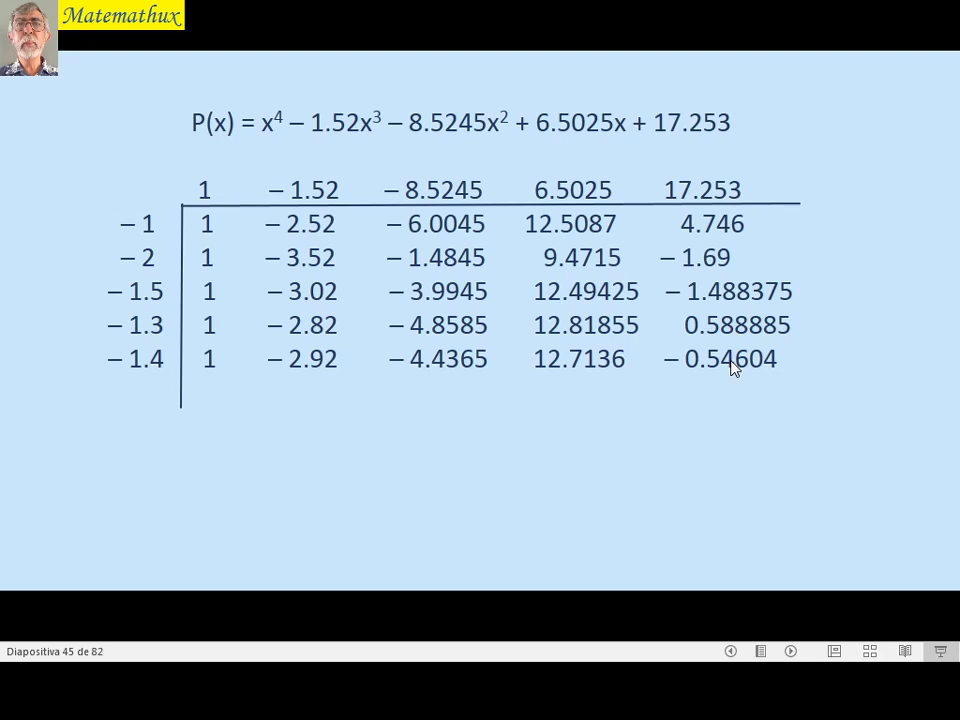 Matemathux
P(x) = x⁴ – 1.52x³ – 8.5245x² + 6.5025x + 17.253
1 – 1.52 – 8.5245 6.5025 17.253
– 1 1 – 2.52 – 6.0045 12.5087 4.746
– 2 1 – 3.52 – 1.4845 9.4715 – 1.69
– 1.5 1 – 3.02 – 3.9945 12.49425 – 1.488375
– 1.3 1 – 2.82 – 4.8585 12.81855 0.588885
– 1.4 1 – 2.92 – 4.4365 12.7136 – 0.54604
Diapositiva 45 de 82